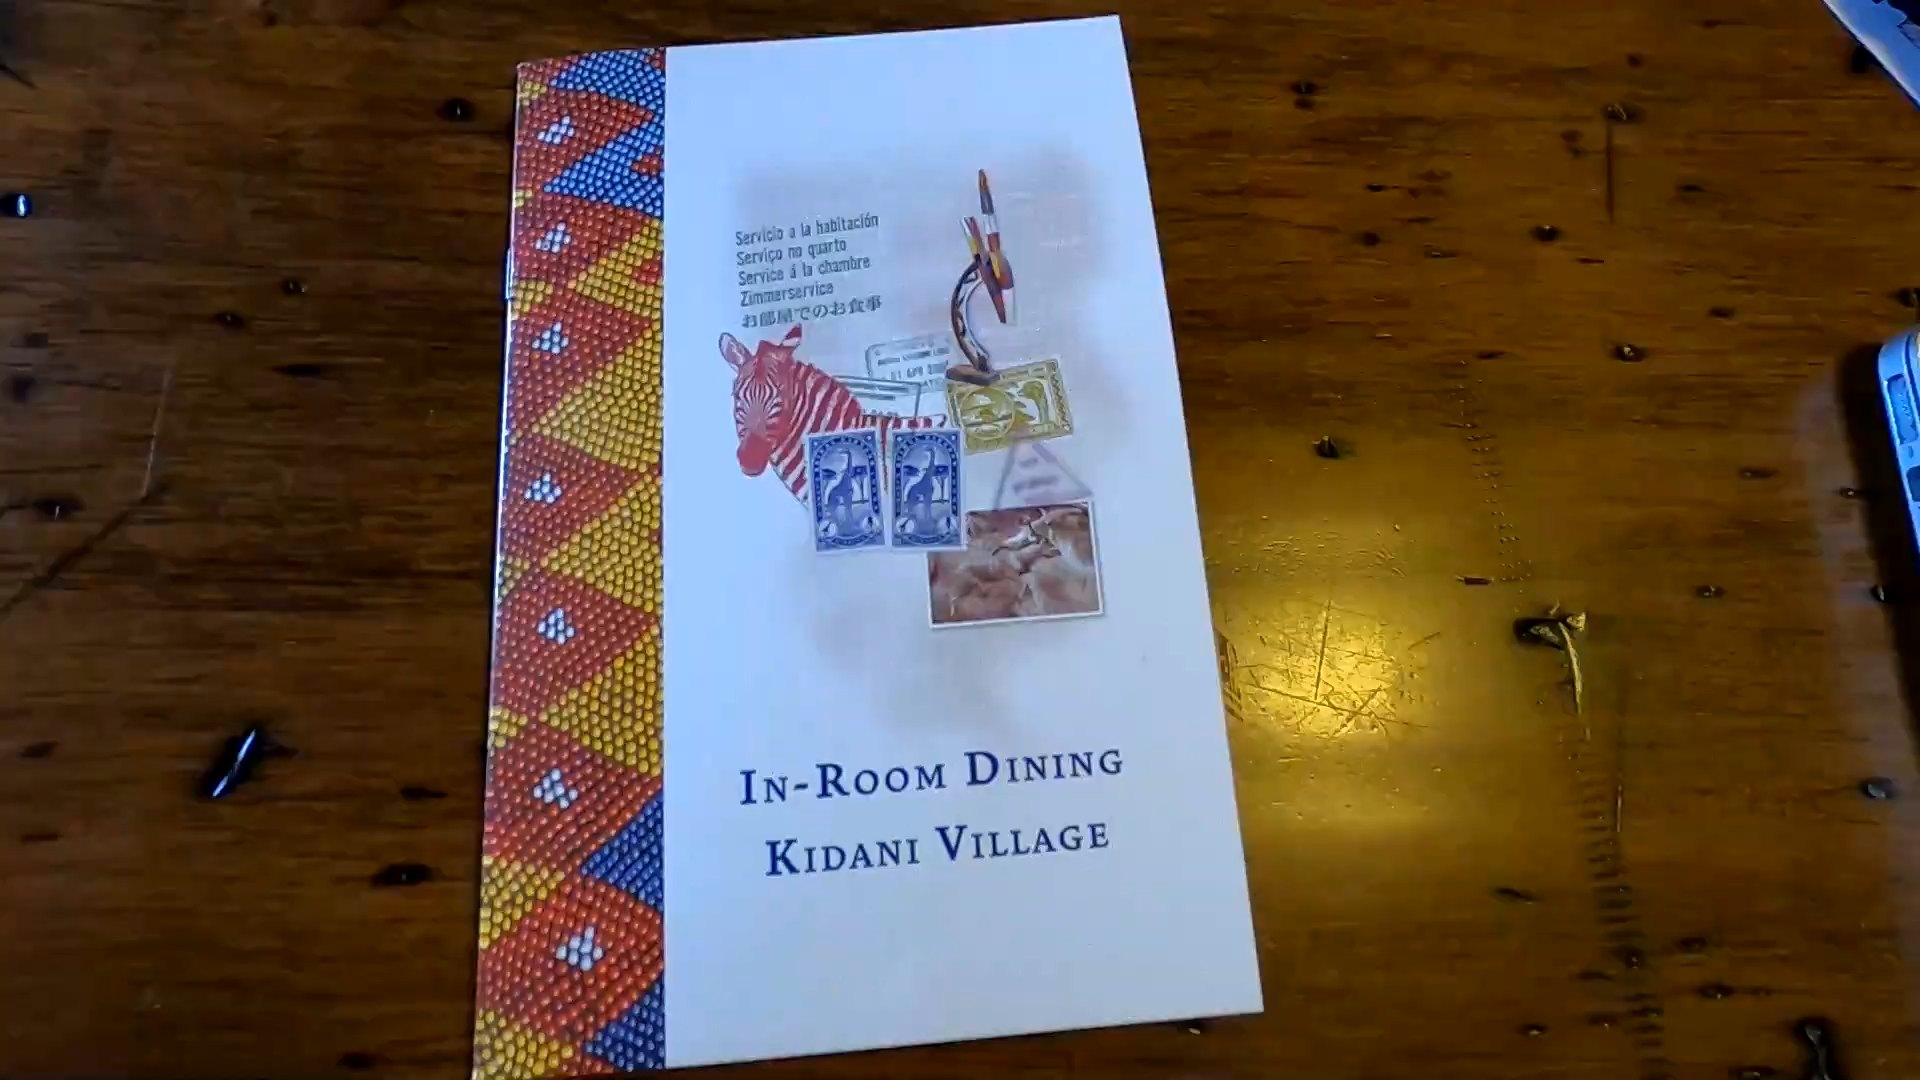 Servicio a la habitación
Serviço no quarto
Service á la chambre
Zimmerservice
お部屋でのお食事
In-Room Dining
Kidani Village